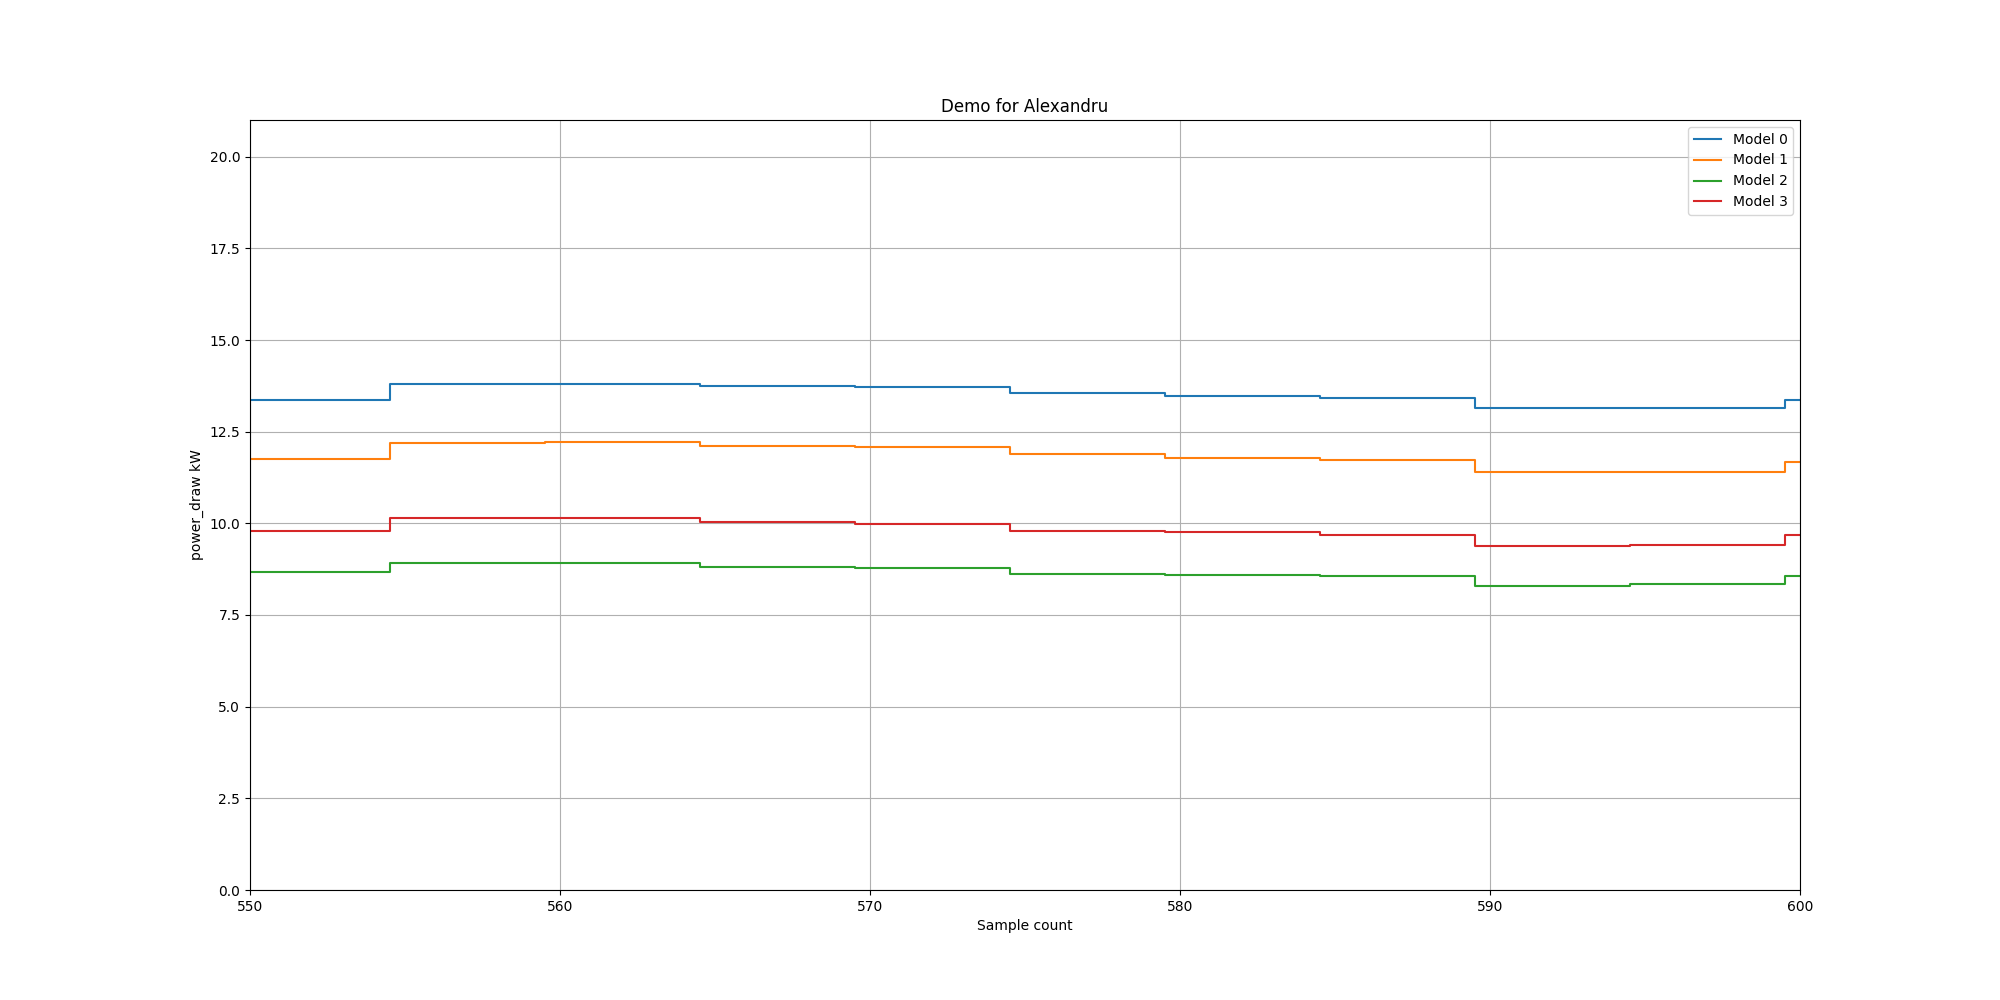 Demo for Alexandru
Model 0
Model 1
Model 2
Model 3
power_draw kW
20.0
17.5
15.0
12.5
10.0
7.5
5.0
2.5
0.0
550 560 570 580 590 600
Sample count